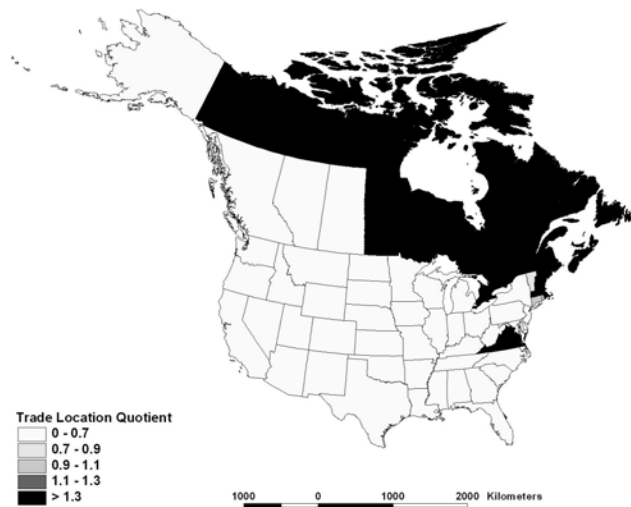 Trade Location Quotient
0 - 0.7
0.7 - 0.9
0.9 - 1.1
1.1 - 1.3
> 1.3
1000 0 1000 2000 Kilometers